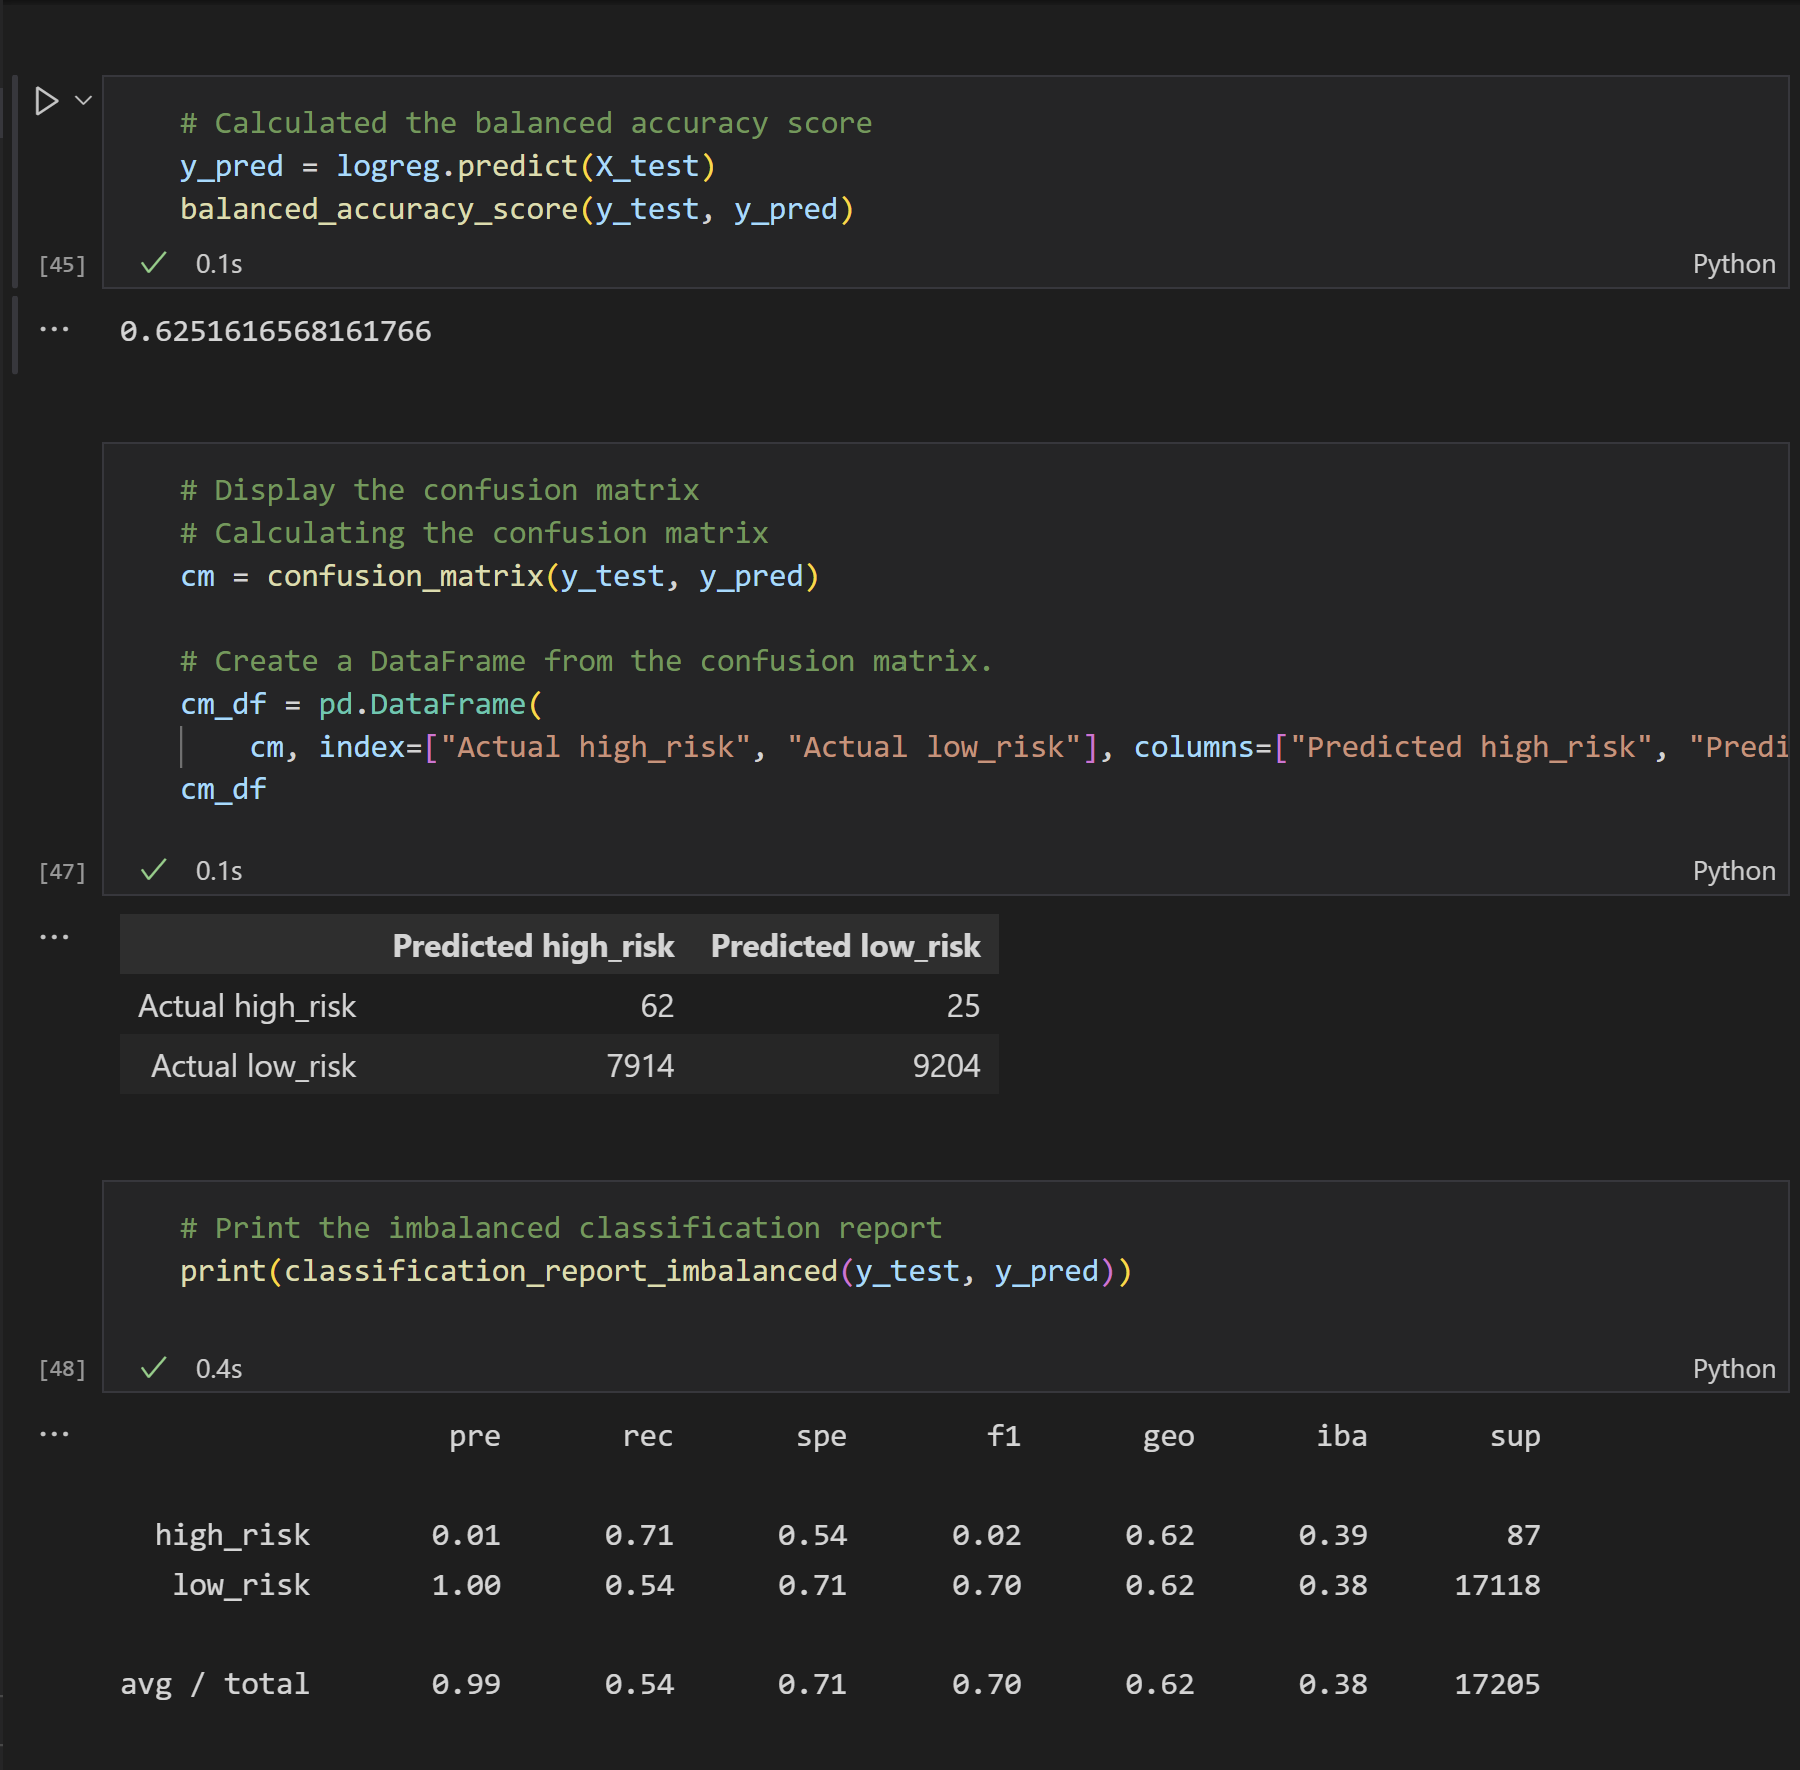 # Calculated the balanced accuracy score
y_pred = logreg.predict(X_test)
balanced_accuracy_score(y_test, y_pred)
[45] 0.1s Python
0.6251616568161766
# Display the confusion matrix
# Calculating the confusion matrix
cm = confusion_matrix(y_test, y_pred)
# Create a DataFrame from the confusion matrix.
cm_df = pd.DataFrame(
cm, index=["Actual high_risk", "Actual low_risk"], columns=["Predicted high_risk", "Predi
cm_df
[47] 0.1s Python
Predicted high_risk Predicted low_risk
Actual high_risk 62 25
Actual low_risk 7914 9204
# Print the imbalanced classification report
print(classification_report_imbalanced(y_test, y_pred))
[48] 0.4s Python
pre rec spe f1 geo iba sup
high_risk 0.01 0.71 0.54 0.02 0.62 0.39 87
low_risk 1.00 0.54 0.71 0.70 0.62 0.38 17118
avg / total 0.99 0.54 0.71 0.70 0.62 0.38 17205